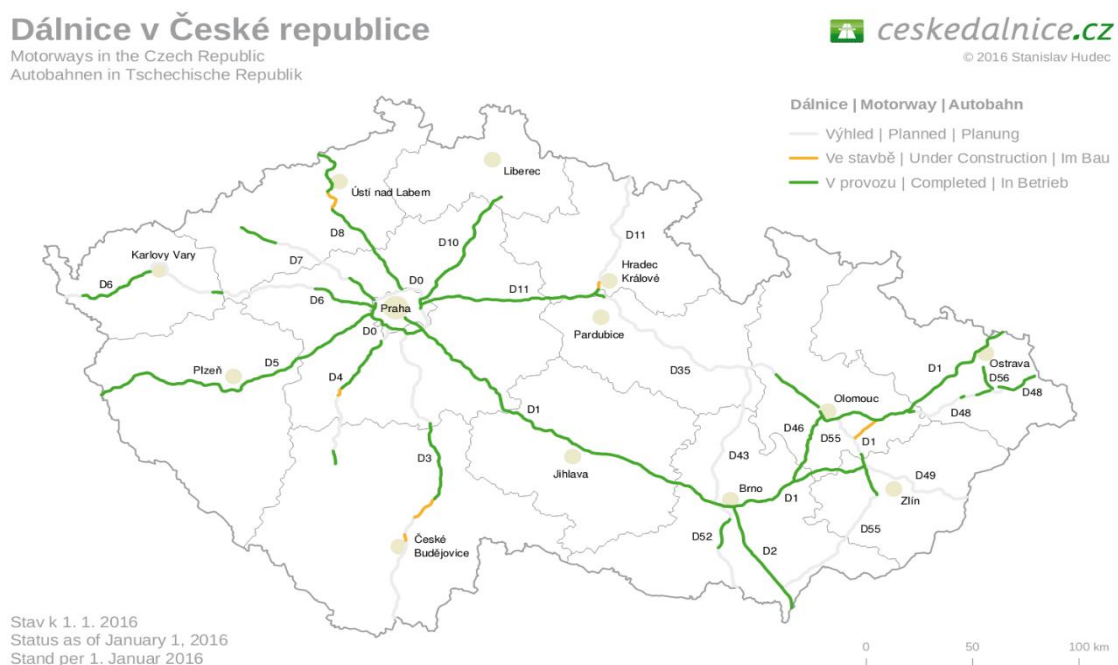 Dálnice v České republice
Motorways in the Czech Republic
Autobahnen in Tschechische Republik
ceskedalnice.cz
© 2016 Stanislav Hudec
Dálnice | Motorway | Autobahn
Výhled | Planned | Planung
Ve stavbě | Under Construction | Im Bau
V provozu | Completed | In Betrieb
Liberec
Ústí nad Labem
D8
D10
D11
Karlovy Vary
D7
D6
D6
D0
D11
Hradec
Králové
Praha
D0
Pardubice
D5
Plzeň
D4
D35
D1
Ostrava
D56
D48
D48
D1
Olomouc
D46
D55
D1
D3
Jihlava
D43
D49
Brno
D1
Zlín
D52
D2
D55
České
Budějovice
Stav k 1. 1. 2016
Status as of January 1, 2016
Stand per 1. Januar 2016
0
50
100 km